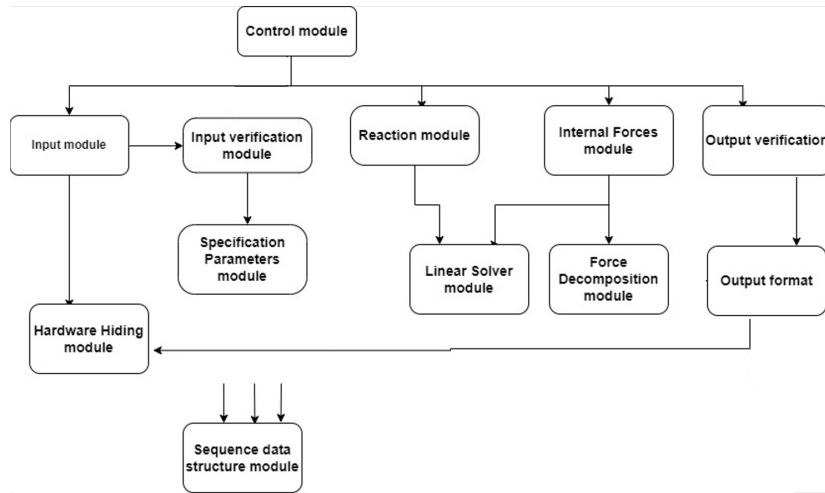 Control module
Input module
Input verification
module
Reaction module
Internal Forces
module
Output verification
Specification
Parameters
module
Linear Solver
module
Force
Decomposition
module
Output format
Hardware Hiding
module
Sequence data
structure module